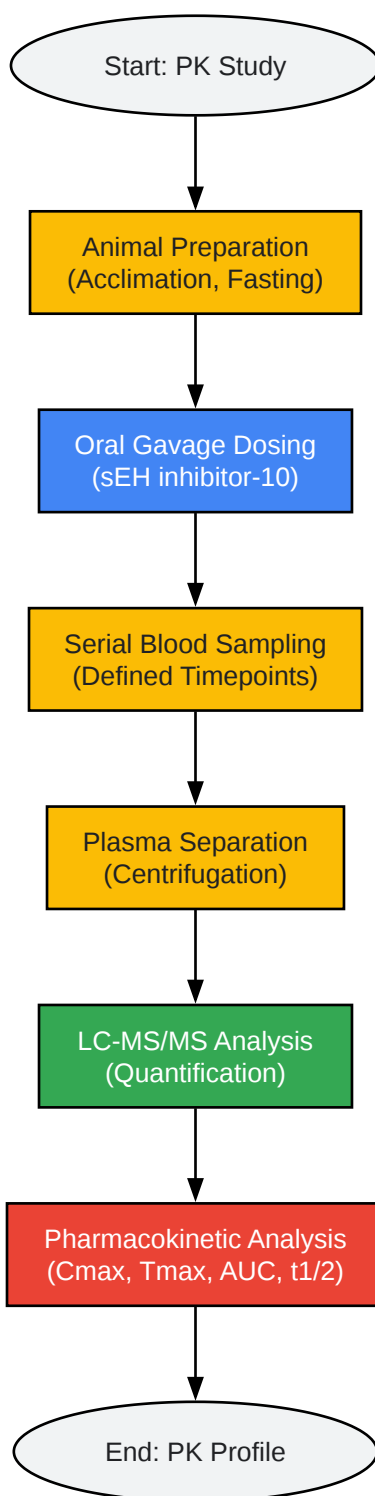 Start: PK Study
Animal Preparation
(Acclimation, Fasting)
Oral Gavage Dosing
(sEH inhibitor-10)
Serial Blood Sampling
(Defined Timepoints)
Plasma Separation
(Centrifugation)
LC-MS/MS Analysis
(Quantification)
Pharmacokinetic Analysis
(Cmax, Tmax, AUC, t1/2)
End: PK Profile